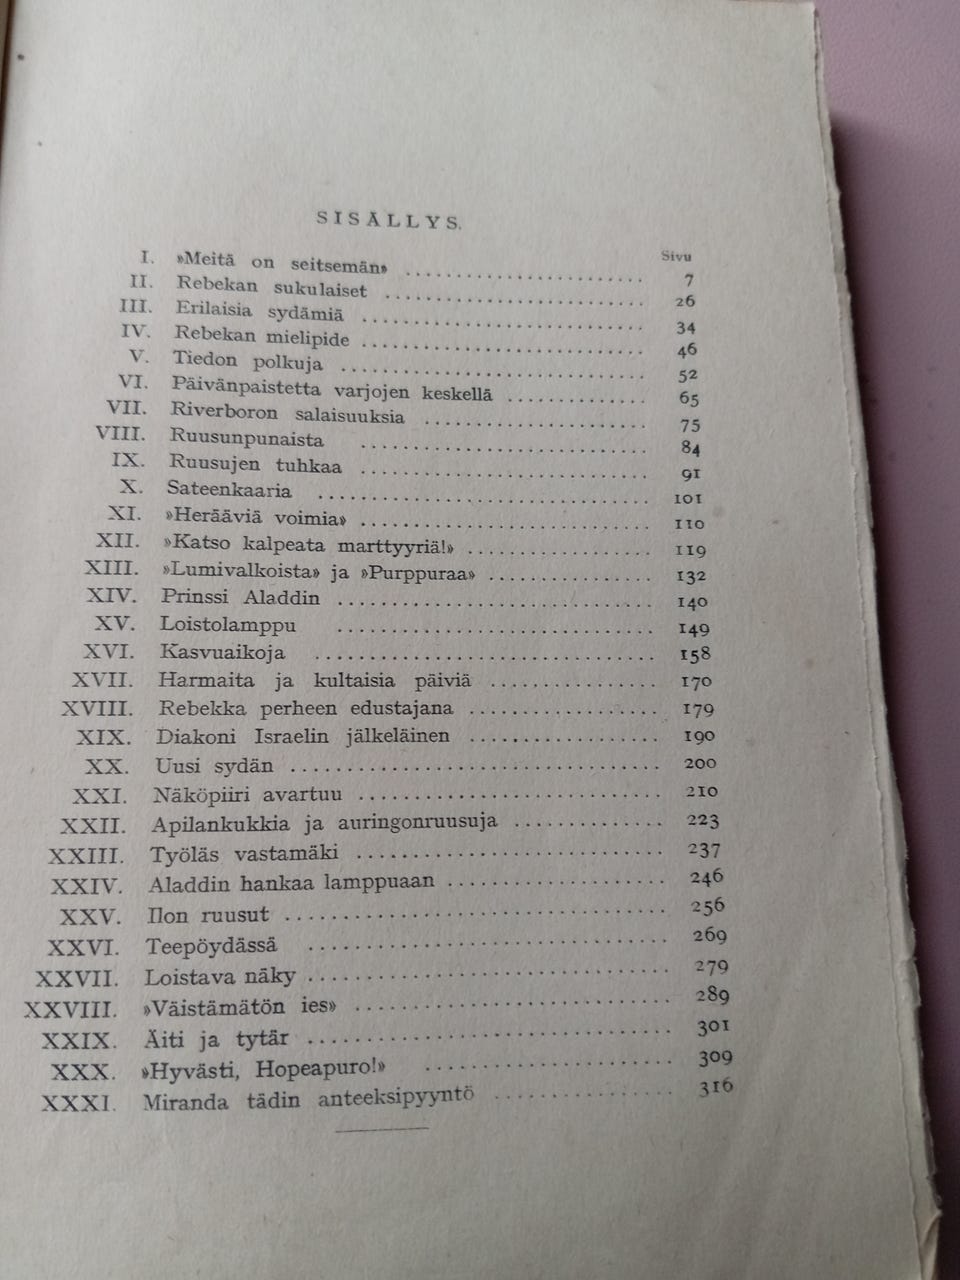 SISÄLLYS.
Sivu
I. »Meitä on seitsemän» ........................ 7
II. Rebekan sukulaiset .......................... 26
III. Erilaisia sydämiä ............................ 34
IV. Rebekan mielipide ............................ 46
V. Tiedon polkuja .............................. 52
VI. Päivänpaistetta varjojen keskellä .............. 65
VII. Riverboron salaisuuksia ...................... 75
VIII. Ruusunpunaista ............................ 84
IX. Ruusujen tuhkaa ............................ 91
X. Sateenkaaria ................................ 101
XI. »Herääviä voimia» ............................ 110
XII. »Katso kalpeata marttyyriä!» .................. 119
XIII. »Lumivalkoista» ja »Purppuraa» ................ 132
XIV. Prinssi Aladdin .............................. 140
XV. Loistolamppu .............................. 149
XVI. Kasvuaikoja ................................ 158
XVII. Harmaita ja kultaisia päiviä ................ 170
XVIII. Rebekka perheen edustajana .................. 179
XIX. Diakoni Israelin jälkeläinen .................. 190
XX. Uusi sydän .................................. 200
XXI. Näköpiiri avartuu ............................ 210
XXII. Apilankukkia ja auringonruusuja .............. 223
XXIII. Työläs vastamäki ............................ 237
XXIV. Aladdin hankaa lamppuaan .................... 246
XXV. Ilon ruusut .................................. 256
XXVI. Teepöydässä ................................ 269
XXVII. Loistava näky ................................ 279
XXVIII. »Väistämätön ies» ............................ 289
XXIX. Äiti ja tytär ................................ 301
XXX. »Hyvästi, Hopeapuro!» ...................... 309
XXXI. Miranda tädin anteeksipyyntö ................ 316